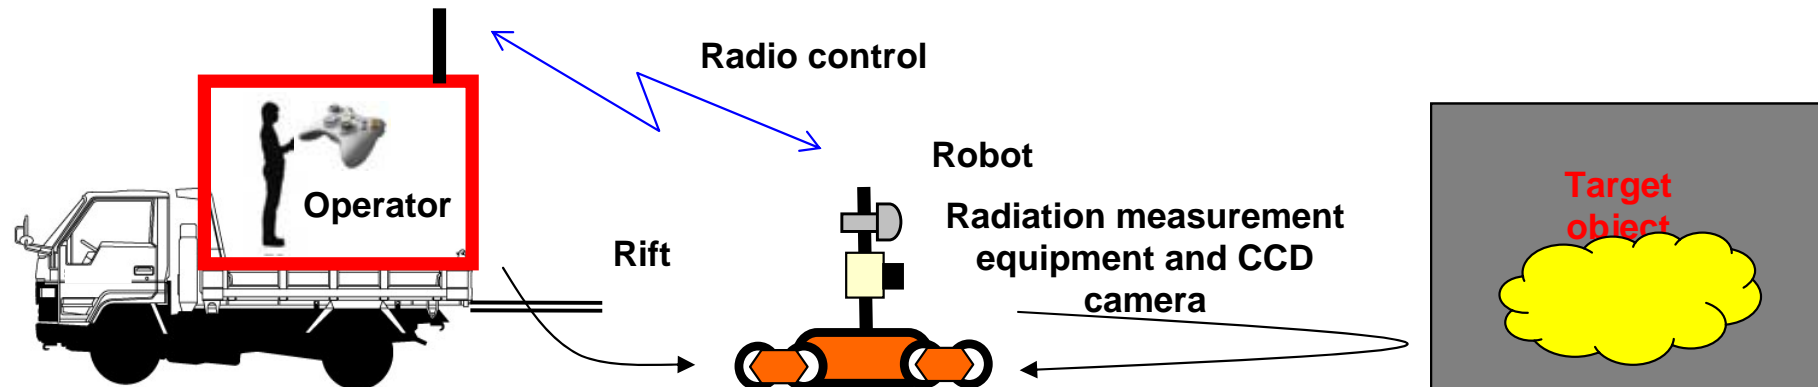 Radio control
Robot
Operator
Rift
Radiation measurement
equipment and CCD
camera
Target
object